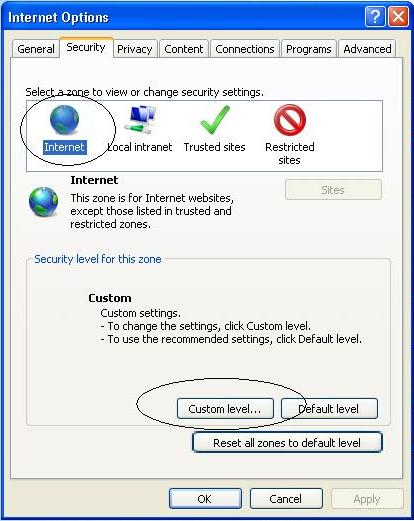 Internet Options
General Security Privacy Content Connections Programs Advanced
Select a zone to view or change security settings.
Internet Local intranet Trusted sites Restricted sites
Internet
This zone is for Internet websites,
except those listed in trusted and
restricted zones.
Sites
Security level for this zone
Custom
Custom settings.
- To change the settings, click Custom level.
- To use the recommended settings, click Default level.
Custom level... Default level
Reset all zones to default level
OK Cancel Apply